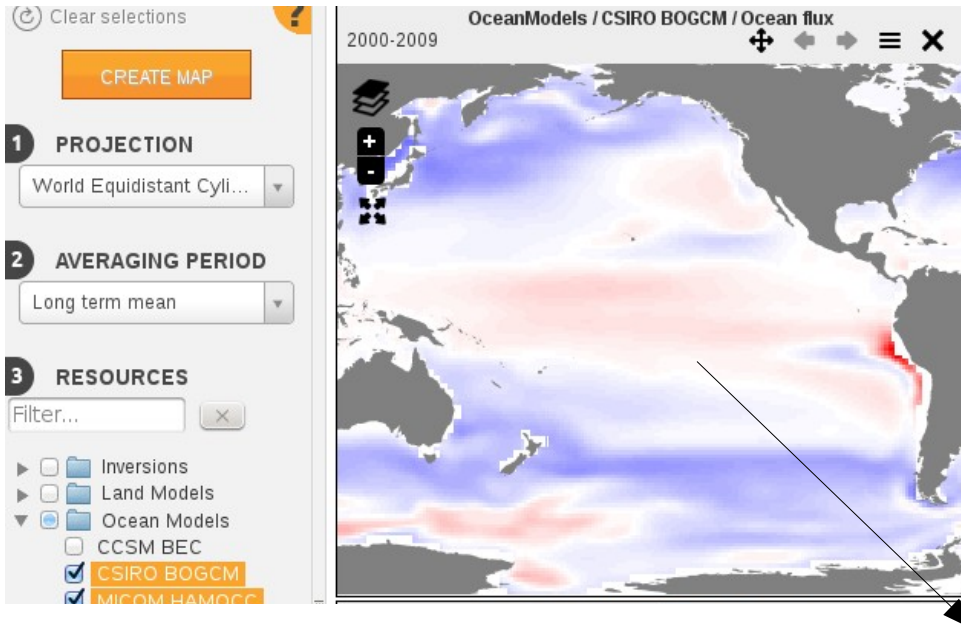 Clear selections
?
CREATE MAP
1 PROJECTION
World Equidistant Cyli...
2 AVERAGING PERIOD
Long term mean
3 RESOURCES
Filter...
Inversions
Land Models
Ocean Models
CCSM BEC
CSIRO BOGCM
MICOM HAMOCC
OceanModels / CSIRO BOGCM / Ocean flux
2000-2009
+
-